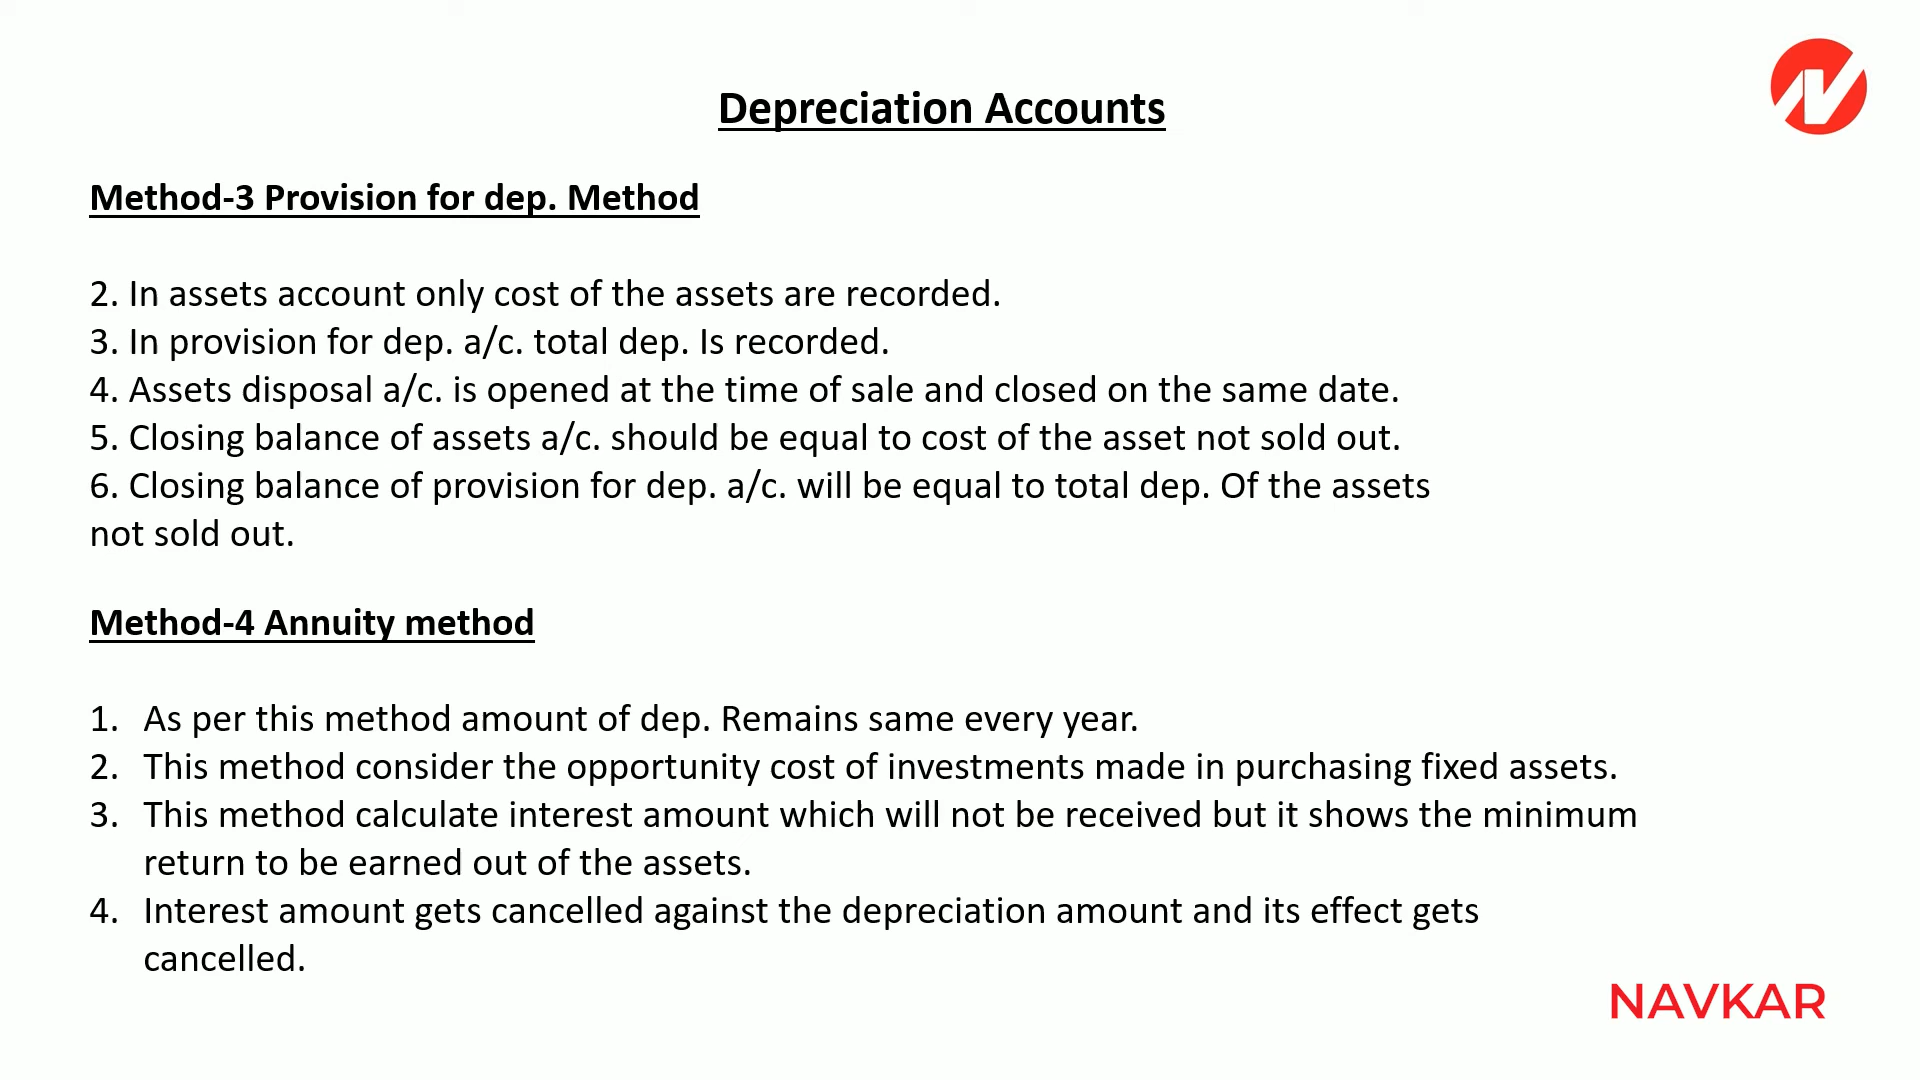 Depreciation Accounts
Method-3 Provision for dep. Method
2. In assets account only cost of the assets are recorded.
3. In provision for dep. a/c. total dep. Is recorded.
4. Assets disposal a/c. is opened at the time of sale and closed on the same date.
5. Closing balance of assets a/c. should be equal to cost of the asset not sold out.
6. Closing balance of provision for dep. a/c. will be equal to total dep. Of the assets
not sold out.
Method-4 Annuity method
1. As per this method amount of dep. Remains same every year.
2. This method consider the opportunity cost of investments made in purchasing fixed assets.
3. This method calculate interest amount which will not be received but it shows the minimum
return to be earned out of the assets.
4. Interest amount gets cancelled against the depreciation amount and its effect gets
cancelled.
NAVKAR